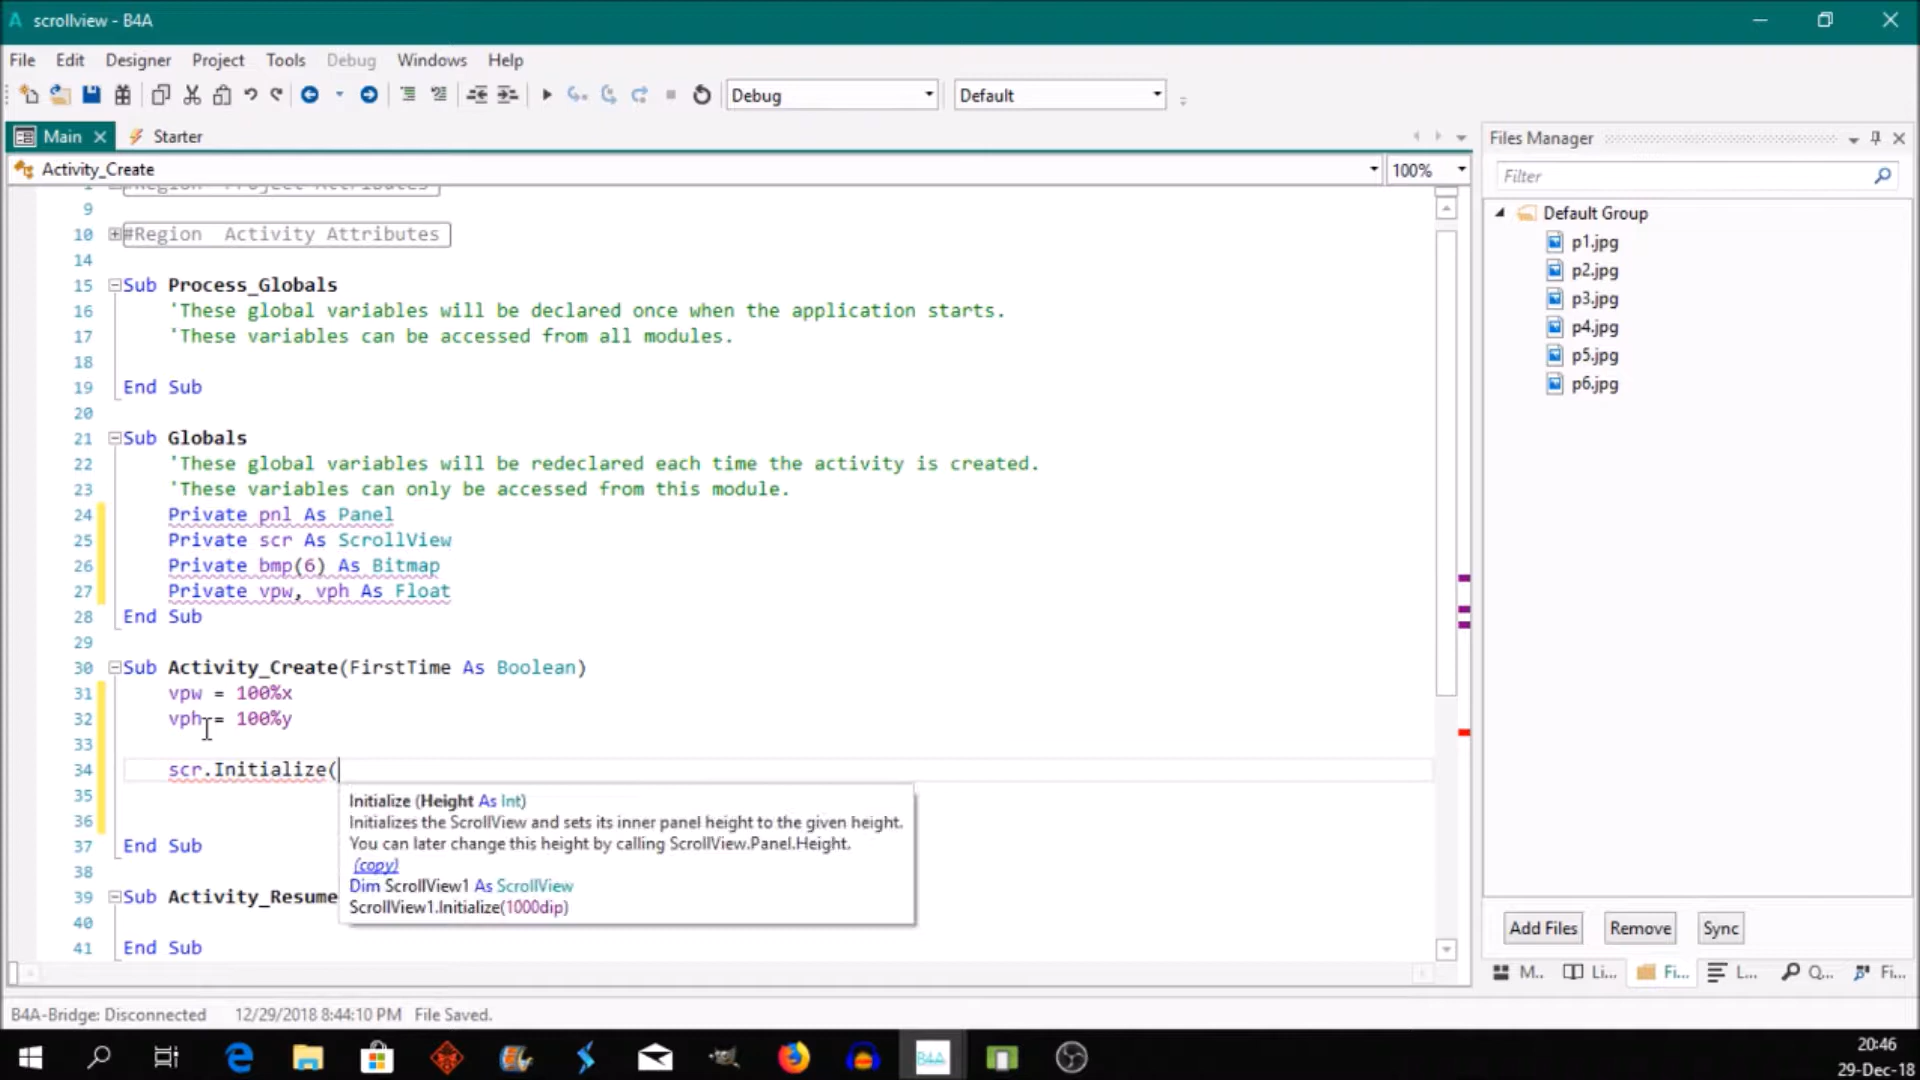 scrollview - B4A
File Edit Designer Project Tools Debug Windows Help
Debug Default
Main Starter
Activity_Create 100%
#Region Project Attributes
9
10 #Region Activity Attributes
14
15 Sub Process_Globals
16 'These global variables will be declared once when the application starts.
17 'These variables can be accessed from all modules.
18
19 End Sub
20
21 Sub Globals
22 'These global variables will be redeclared each time the activity is created.
23 'These variables can only be accessed from this module.
24 Private pnl As Panel
25 Private scr As ScrollView
26 Private bmp(6) As Bitmap
27 Private vpw, vph As Float
28 End Sub
29
30 Sub Activity_Create(FirstTime As Boolean)
31 vpw = 100%x
32 vph = 100%y
33
34 scr.Initialize(
35
36
37 End Sub
38
39 Sub Activity_Resume
40
41 End Sub
Initialize (Height As Int)
Initializes the ScrollView and sets its inner panel height to the given height.
You can later change this height by calling ScrollView.Panel.Height.
(copy)
Dim ScrollView1 As ScrollView
ScrollView1.Initialize(1000dip)
Files Manager
Filter
Default Group
p1.jpg
p2.jpg
p3.jpg
p4.jpg
p5.jpg
p6.jpg
Add Files Remove Sync
M.. Li... Fi... L... Q... Fi...
B4A-Bridge: Disconnected 12/29/2018 8:44:10 PM File Saved.
B4A
20:46
29-Dec-18